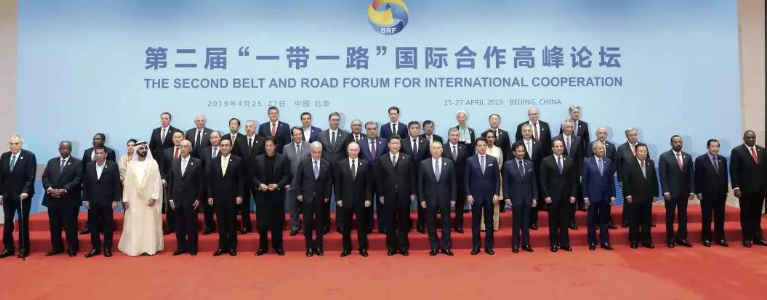 BRF
第二届“一带一路”国际合作高峰论坛
THE SECOND BELT AND ROAD FORUM FOR INTERNATIONAL COOPERATION
2019年4月25-27日 中国·北京 25-27 APRIL 2019 BEIJING, CHINA